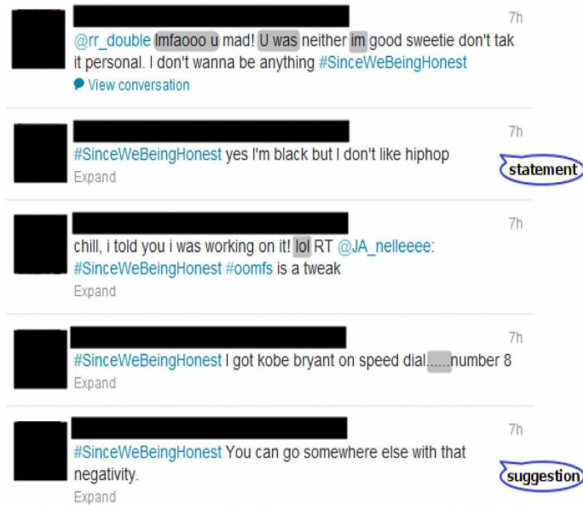 7h
@rr_double lmfaooo u mad! U was neither im good sweetie don't tak
it personal. I don't wanna be anything #SinceWeBeingHonest
View conversation
7h
#SinceWeBeingHonest yes I'm black but I don't like hiphop
statement
Expand
7h
chill, i told you i was working on it! lol RT @JA_nelleeee:
#SinceWeBeingHonest #oomfs is a tweak
Expand
7h
#SinceWeBeingHonest I got kobe bryant on speed dial......number 8
Expand
7h
#SinceWeBeingHonest You can go somewhere else with that
negativity.
suggestion
Expand